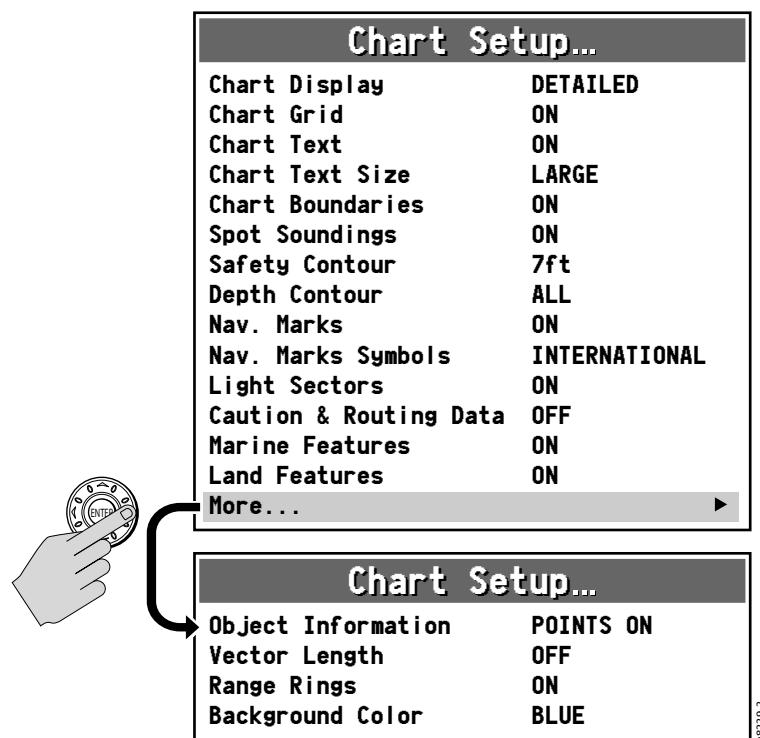 Chart Setup...
Chart Display DETAILED
Chart Grid ON
Chart Text ON
Chart Text Size LARGE
Chart Boundaries ON
Spot Soundings ON
Safety Contour 7ft
Depth Contour ALL
Nav. Marks ON
Nav. Marks Symbols INTERNATIONAL
Light Sectors ON
Caution & Routing Data OFF
Marine Features ON
Land Features ON
More...
Chart Setup...
Object Information POINTS ON
Vector Length OFF
Range Rings ON
Background Color BLUE